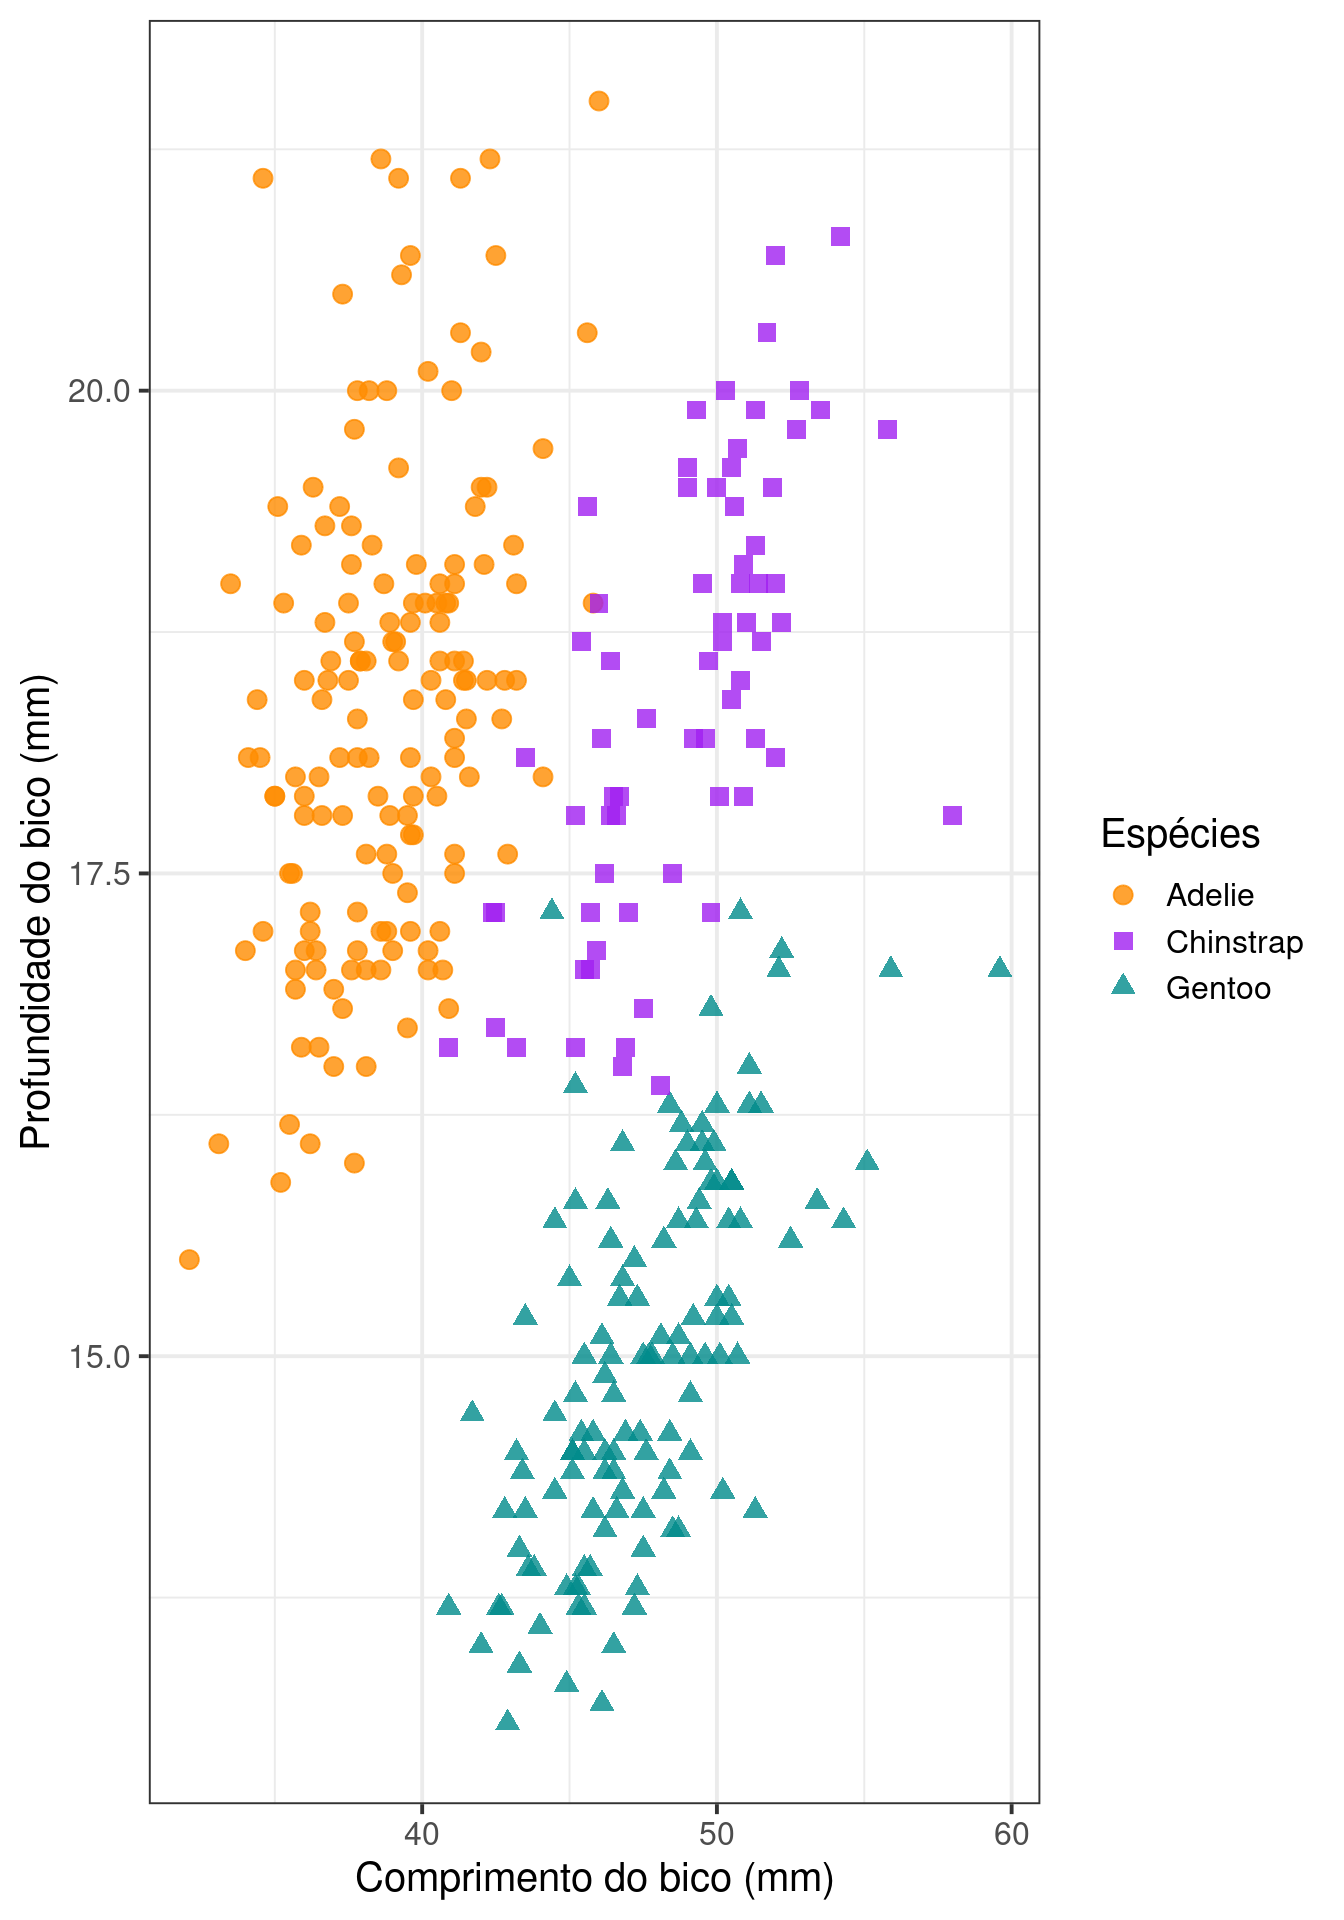 20.0
17.5
15.0
Profundidade do bico (mm)
40
50
60
Comprimento do bico (mm)
Espécies
Adelie
Chinstrap
Gentoo